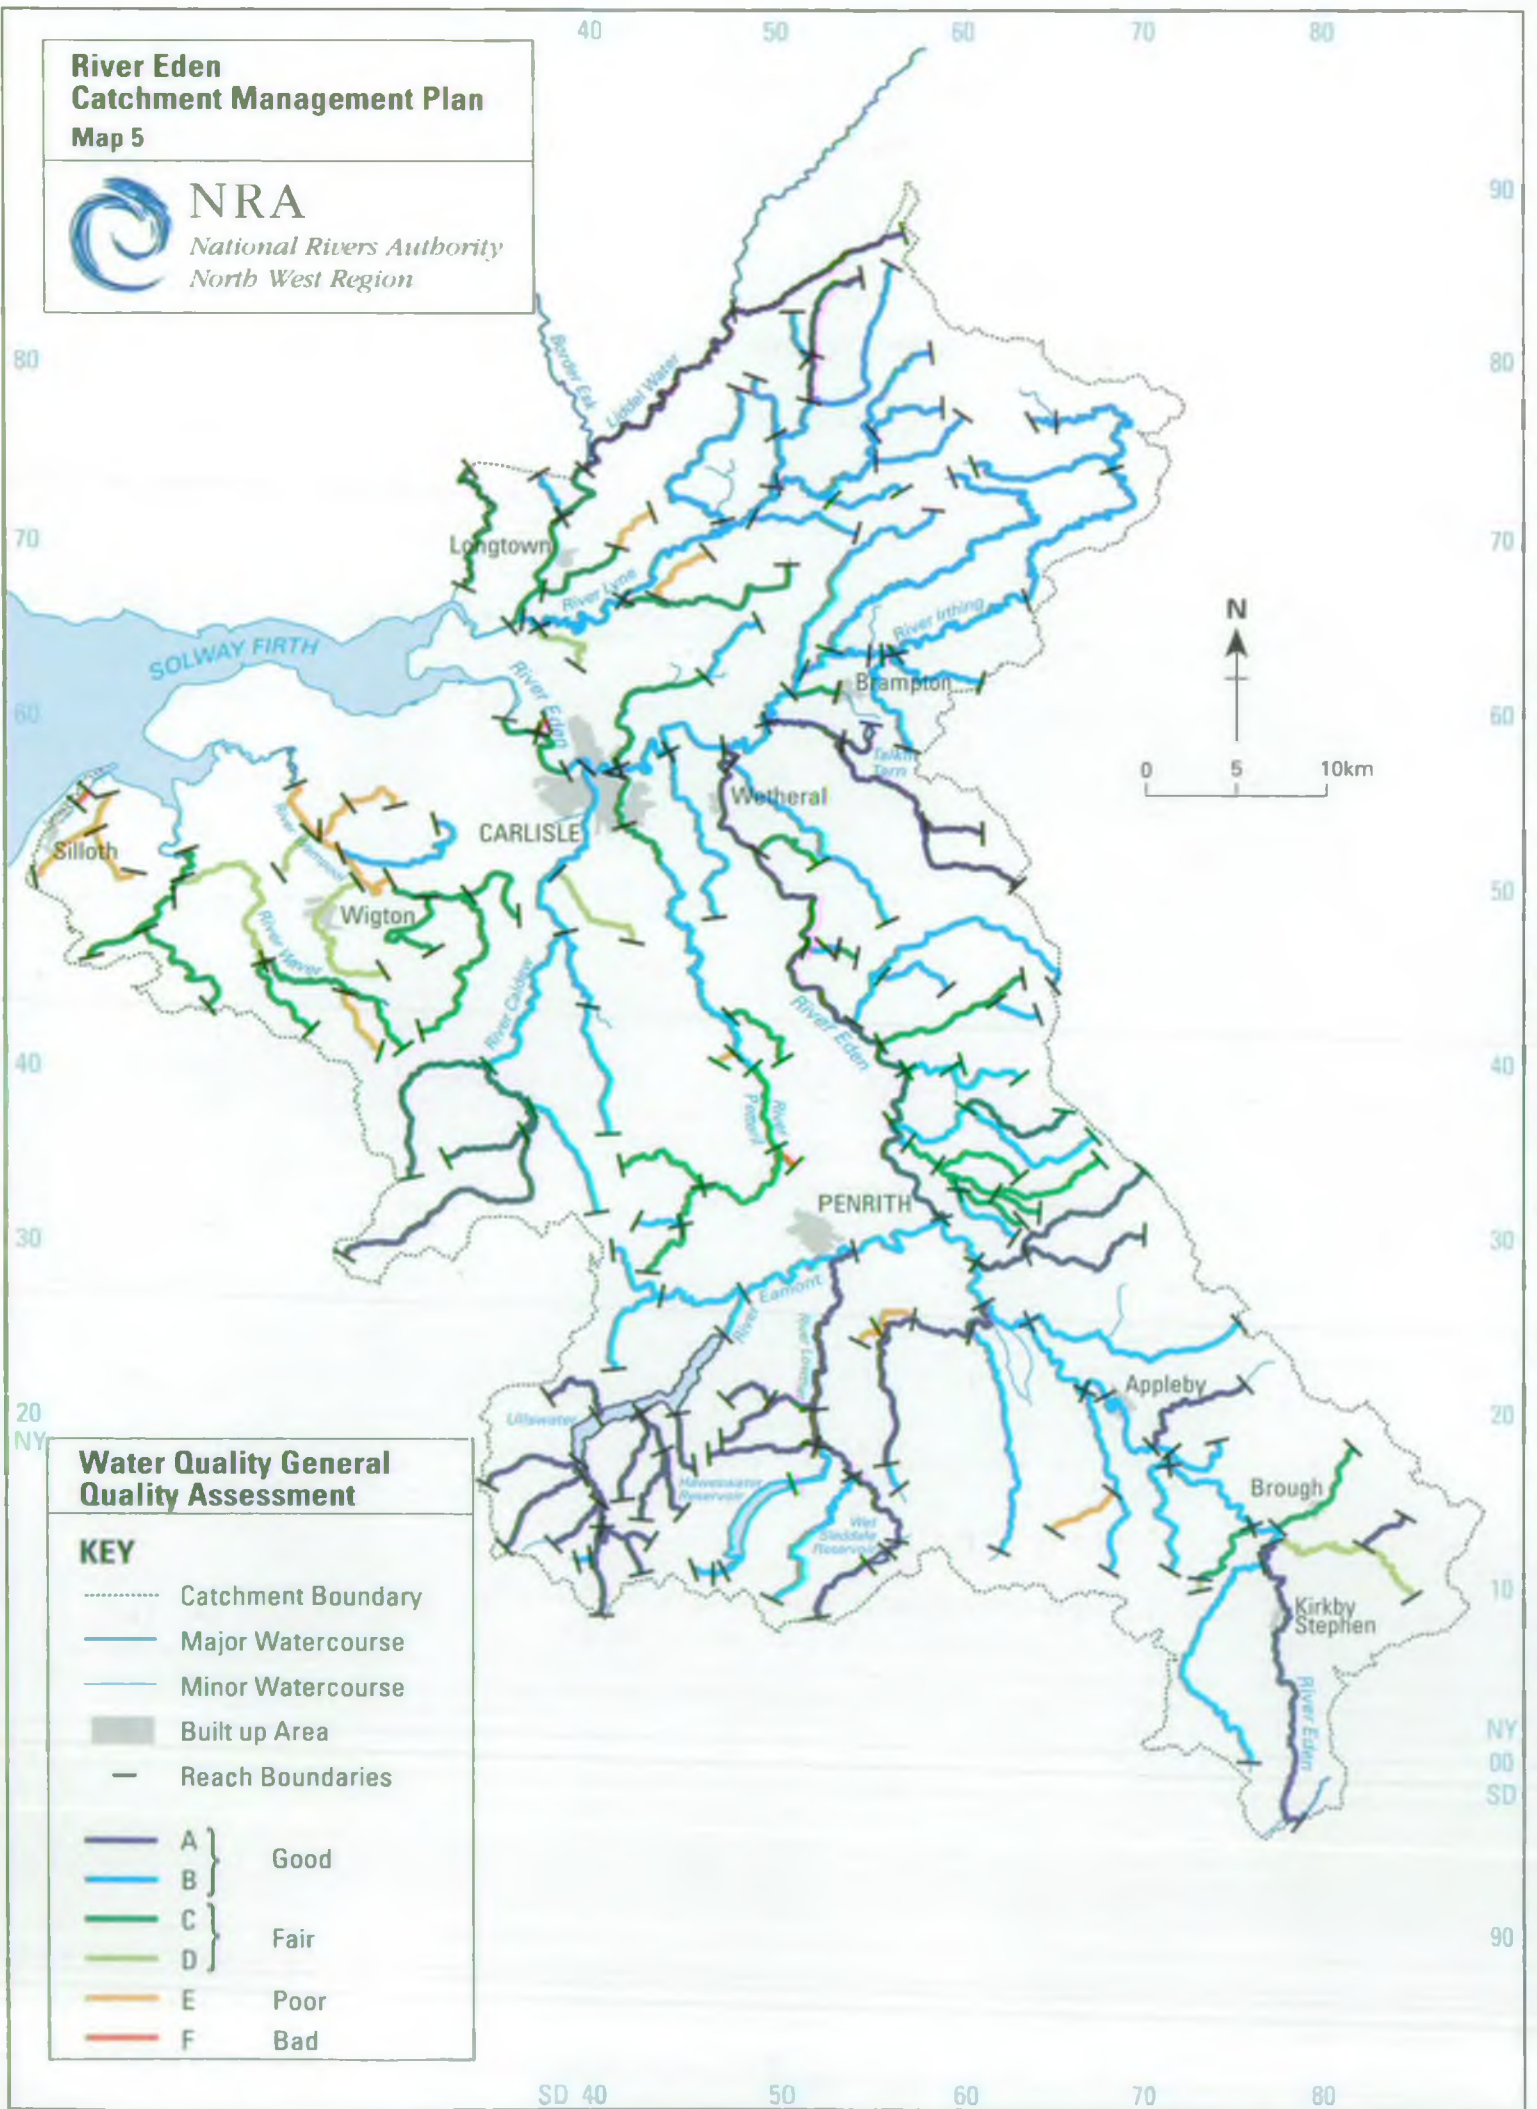 River Eden
Catchment Management Plan
Map 5
NRA
National Rivers Authority
North West Region
40
50
60
70
80
90
80
80
70
70
60
60
50
40
40
30
30
20
NY
20
10
NY
00
SD
90
SD 40
50
60
70
80
Border Esk
Liddel Water
Longtown
River Lyne
River Irthing
SOLWAY FIRTH
River Eden
Brampton
N
0 5 10km
Talkin
Tarn
Wetheral
CARLISLE
Silloth
Wigton
River Waver
River Caldew
River Eden
River
Petteril
PENRITH
River Eamont
River Lowther
Appleby
Ullswater
Haweswater
Reservoir
Wet
Sleddale
Reservoir
Brough
Kirkby
Stephen
River Eden
Water Quality General
Quality Assessment
KEY
Catchment Boundary
Major Watercourse
Minor Watercourse
Built up Area
Reach Boundaries
A
Good
B
C
Fair
D
E Poor
F Bad